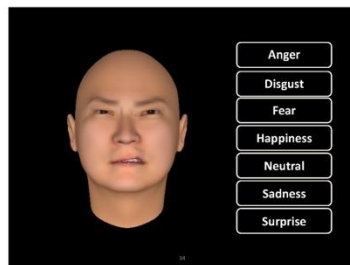 Anger
Disgust
Fear
Happiness
Neutral
Sadness
Surprise